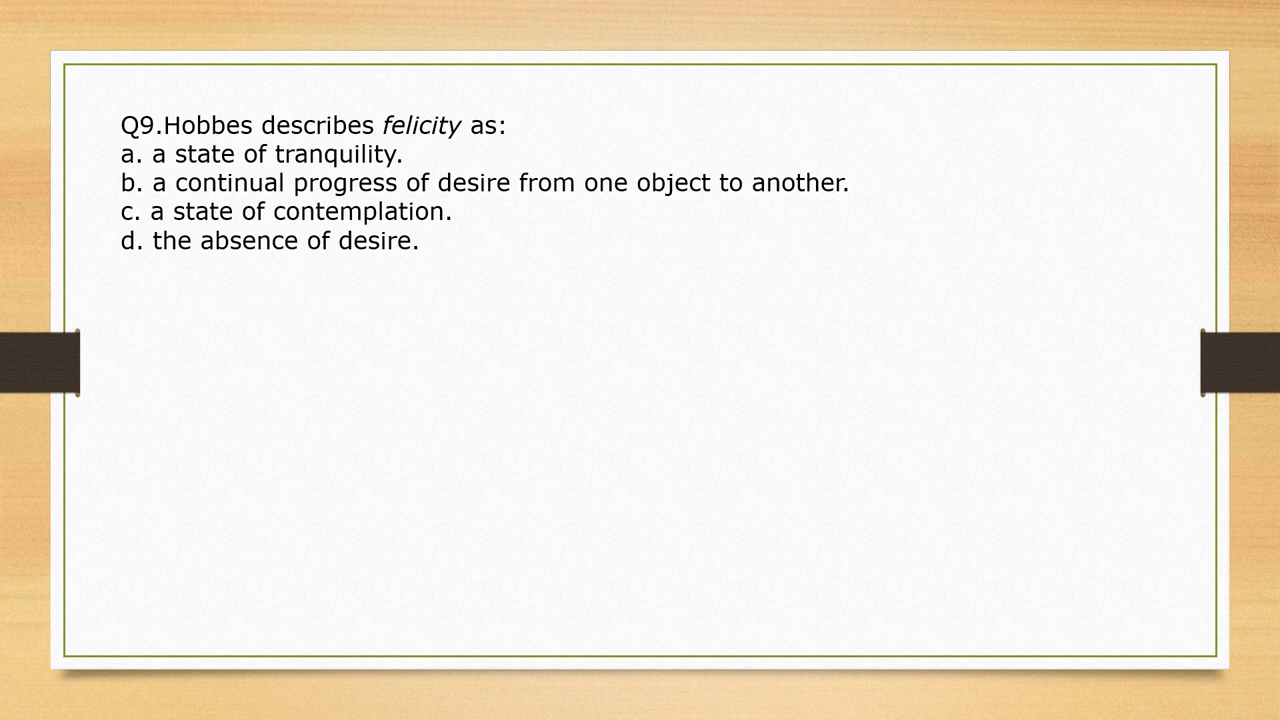 Q9.Hobbes describes felicity as:
a. a state of tranquility.
b. a continual progress of desire from one object to another.
c. a state of contemplation.
d. the absence of desire.